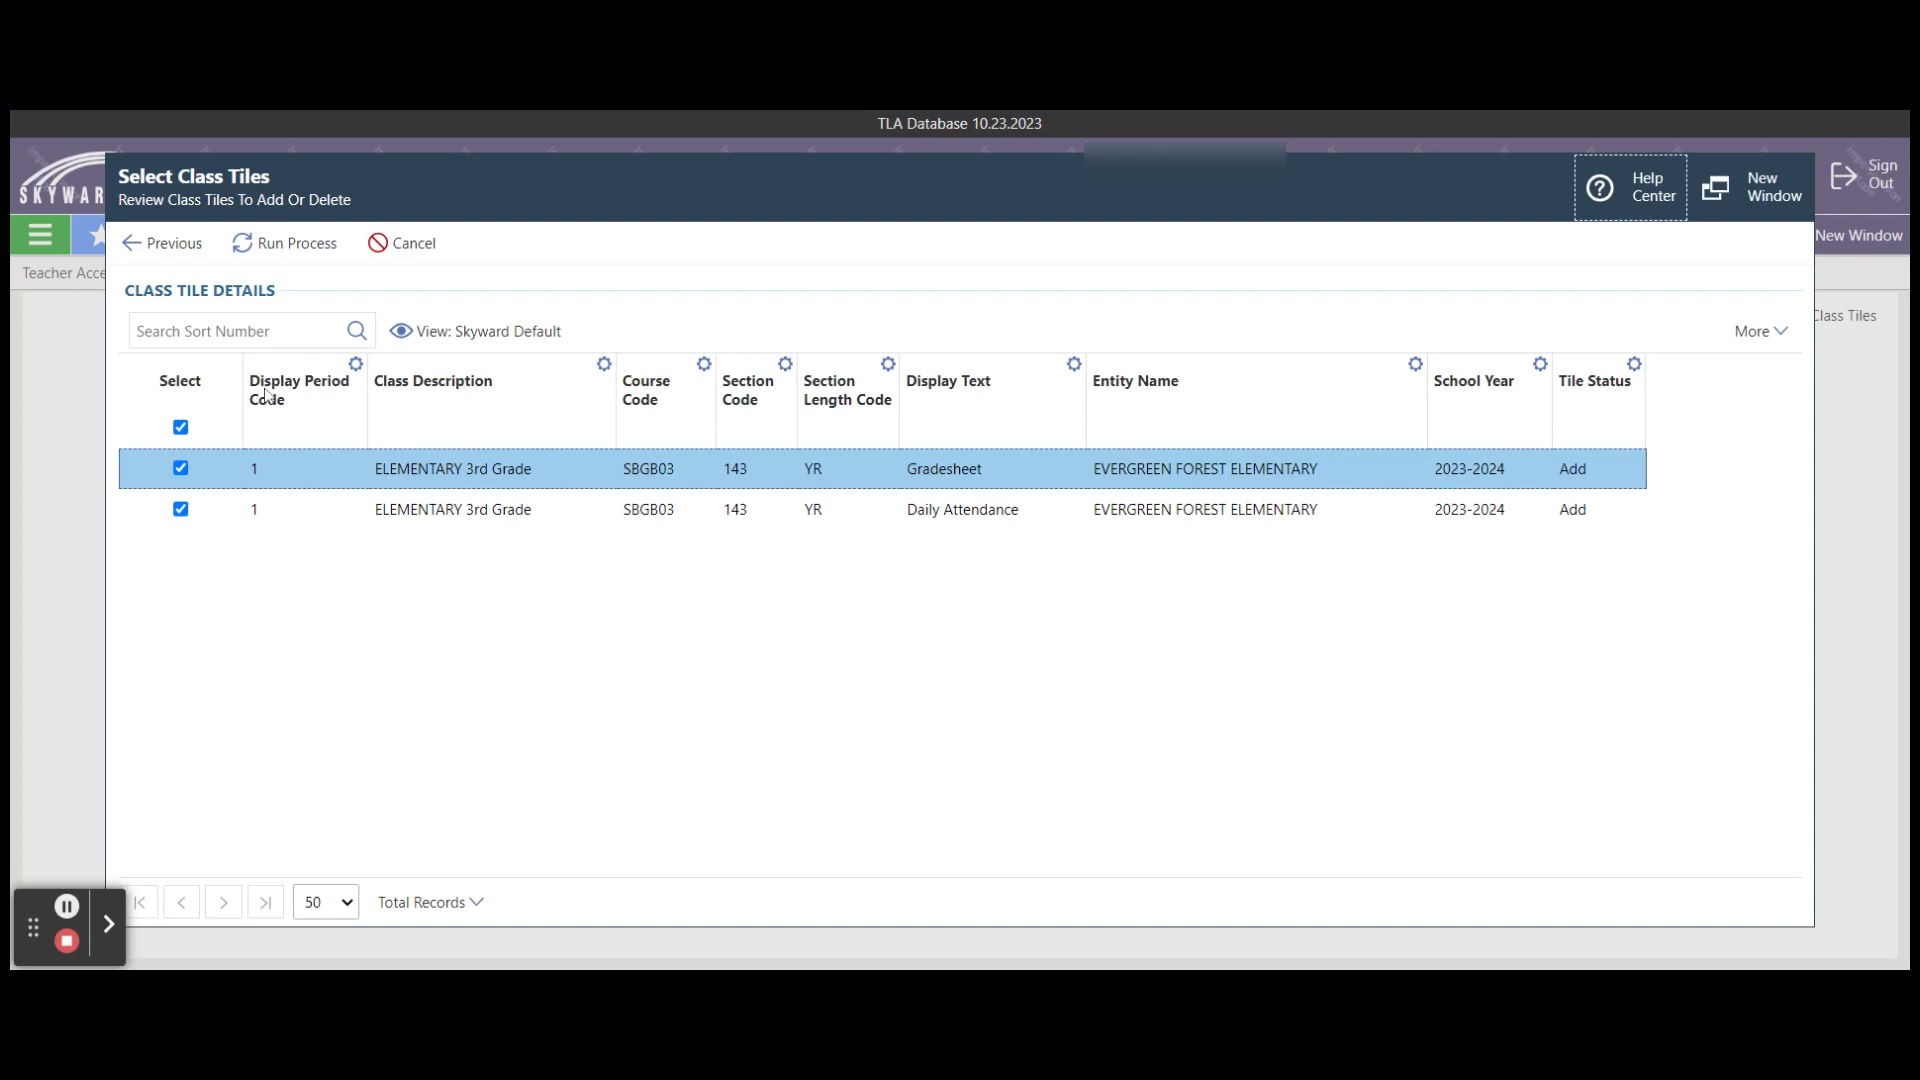 TLA Database 10.23.2023
SKYWAR
Select Class Tiles
Review Class Tiles To Add Or Delete
Help Center
New Window
Sign Out
New Window
Previous
Run Process
Cancel
Teacher Acce
CLASS TILE DETAILS
Class Tiles
Search Sort Number
View: Skyward Default
More
Select Display Period Code Class Description Course Code Section Code Section Length Code Display Text Entity Name School Year Tile Status
1 ELEMENTARY 3rd Grade SBGB03 143 YR Gradesheet EVERGREEN FOREST ELEMENTARY 2023-2024 Add
1 ELEMENTARY 3rd Grade SBGB03 143 YR Daily Attendance EVERGREEN FOREST ELEMENTARY 2023-2024 Add
50 Total Records